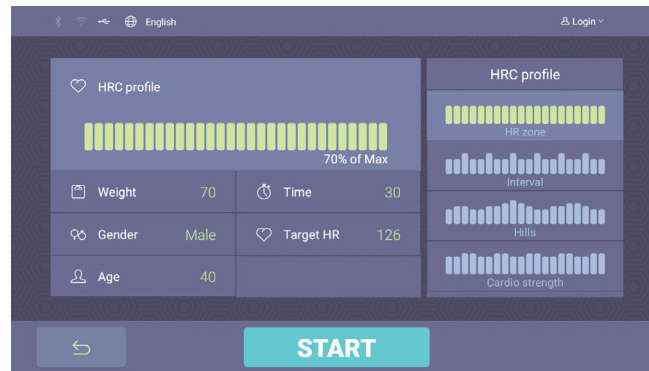 English
Login
HRC profile
70% of Max
Weight 70
Time 30
Gender Male
Target HR 126
Age 40
HRC profile
HR zone
Interval
Hills
Cardio strength
START